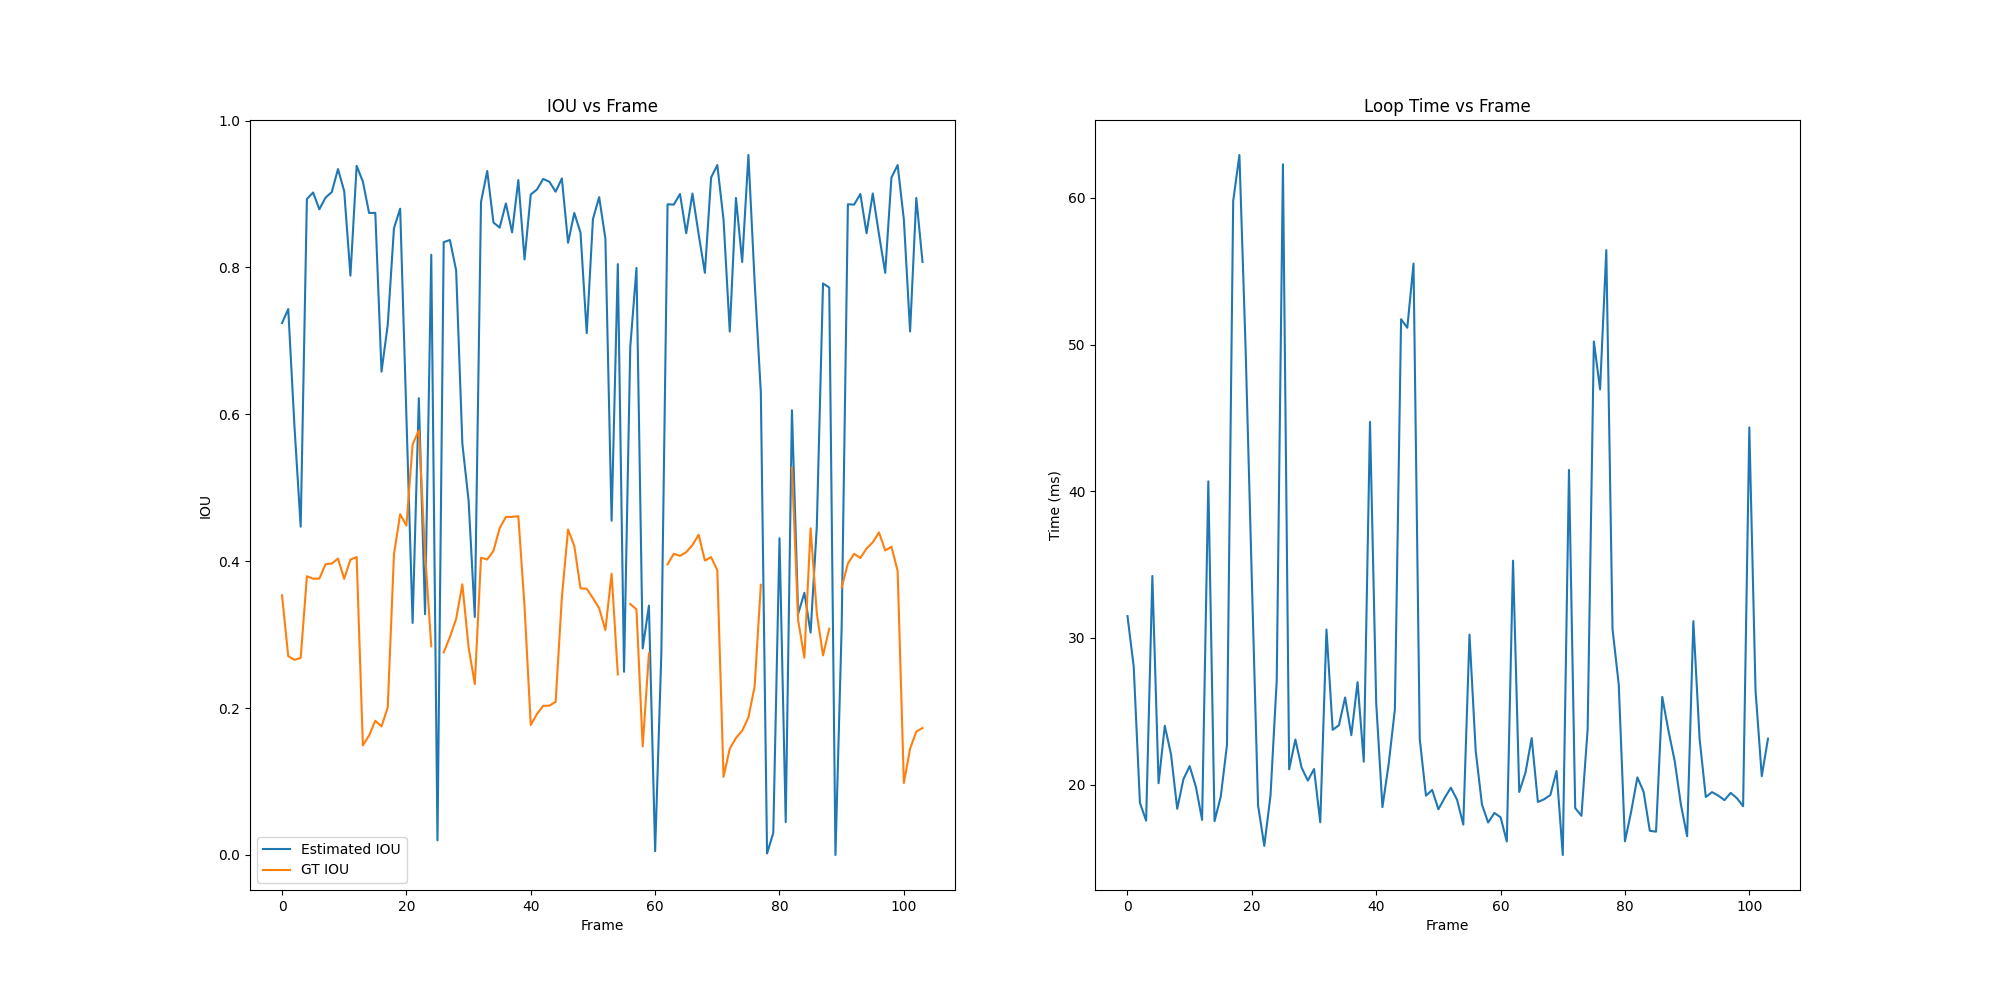 IOU vs Frame
1.0
0.8
0.6
0.4
0.2
0.0
IOU
Estimated IOU
GT IOU
0 20 40 60 80 100
Frame
Loop Time vs Frame
60
50
40
30
20
Time (ms)
0 20 40 60 80 100
Frame